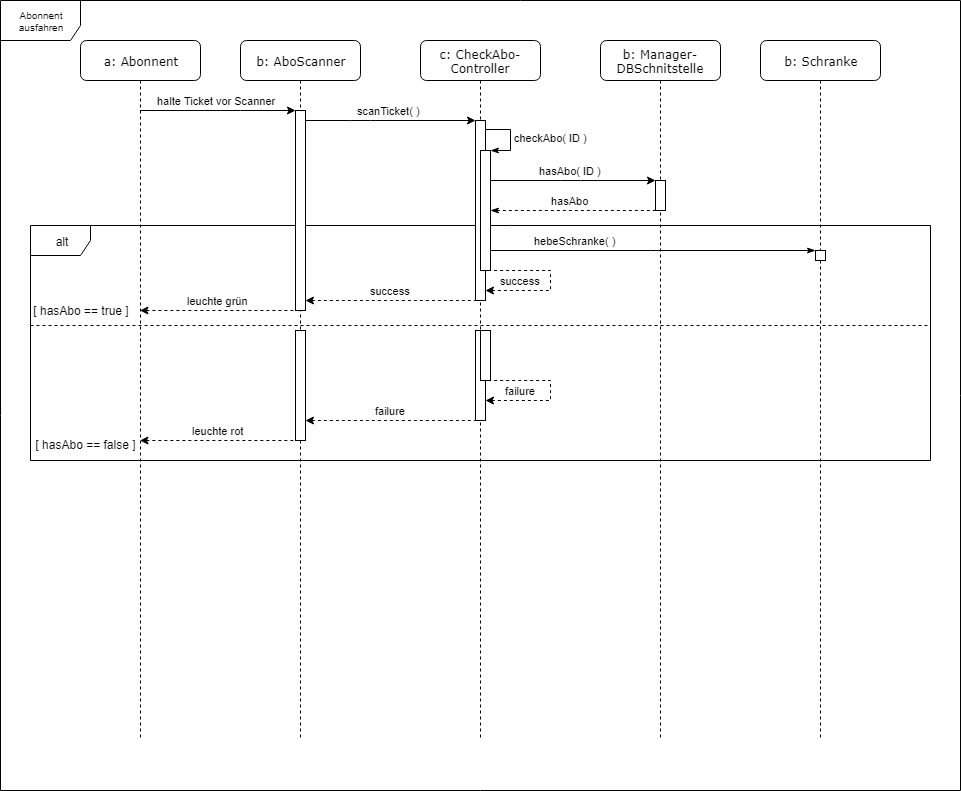 Abonnent
ausfahren
a: Abonnent
b: AboScanner
c: CheckAbo-
Controller
b: Manager-
DBSchnitstelle
b: Schranke
halte Ticket vor Scanner
scanTicket( )
checkAbo( ID )
hasAbo( ID )
hasAbo
alt
hebeSchranke( )
success
success
leuchte grün
[ hasAbo == true ]
failure
failure
leuchte rot
[ hasAbo == false ]